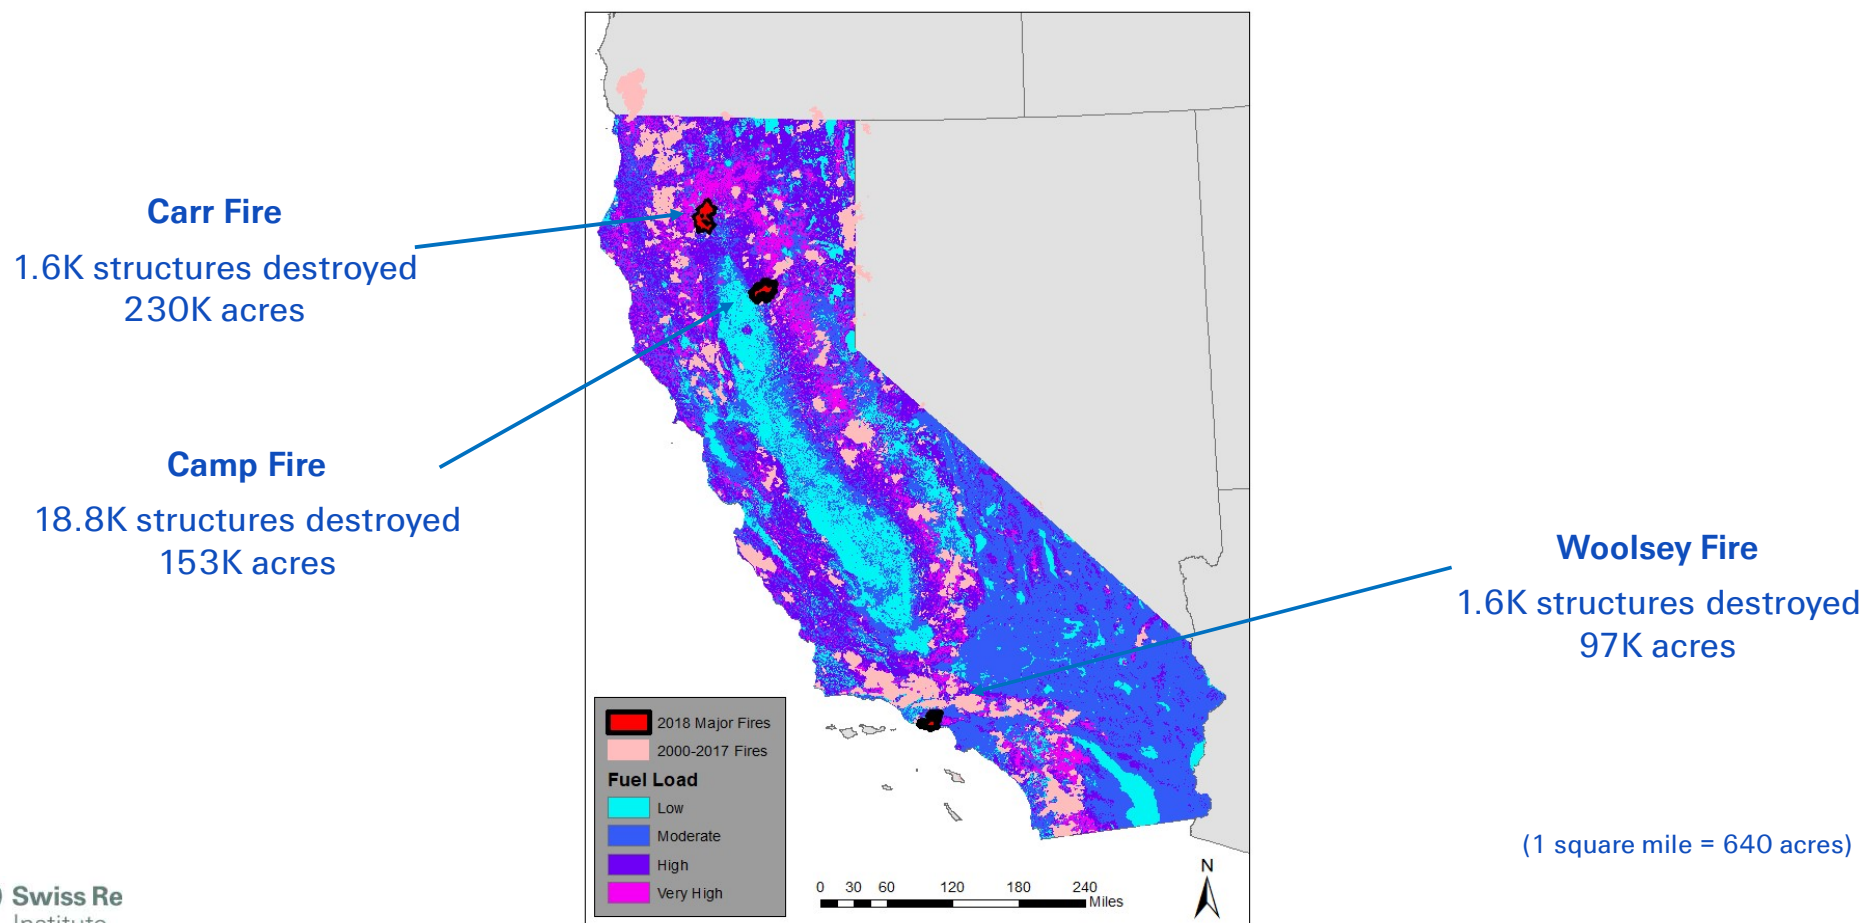 Carr Fire
1.6K structures destroyed
230K acres
Camp Fire
18.8K structures destroyed
153K acres
Woolsey Fire
1.6K structures destroyed
97K acres
2018 Major Fires
2000-2017 Fires
Fuel Load
Low
Moderate
High
Very High
0 30 60 120 180 240
Miles
N
(1 square mile = 640 acres)
Swiss Re
Institute